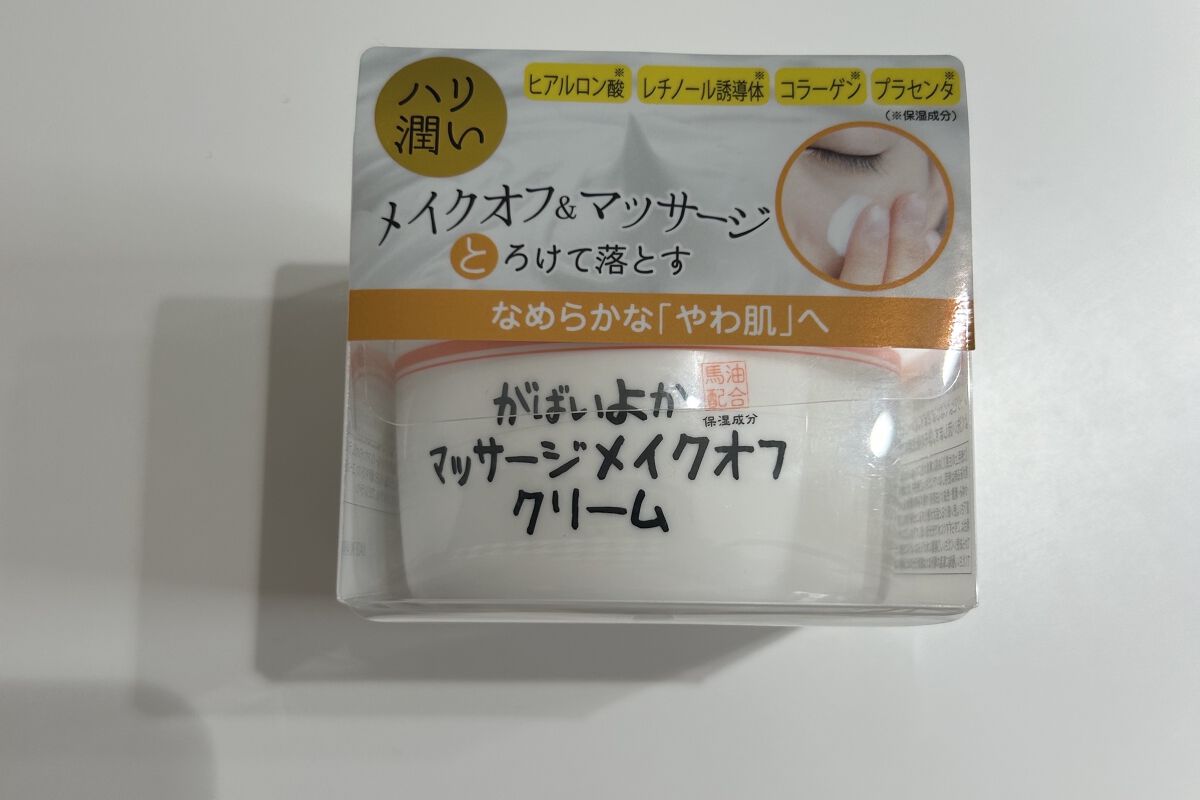 ハリ
潤い
ヒアルロン酸※ レチノール誘導体※ コラーゲン※ プラセンタ※
(※保湿成分)
メイクオフ&マッサージ
とろけて落とす
なめらかな「やわ肌」へ
がばいよか
馬油
配合
保湿成分
マッサージメイクオフ
クリーム